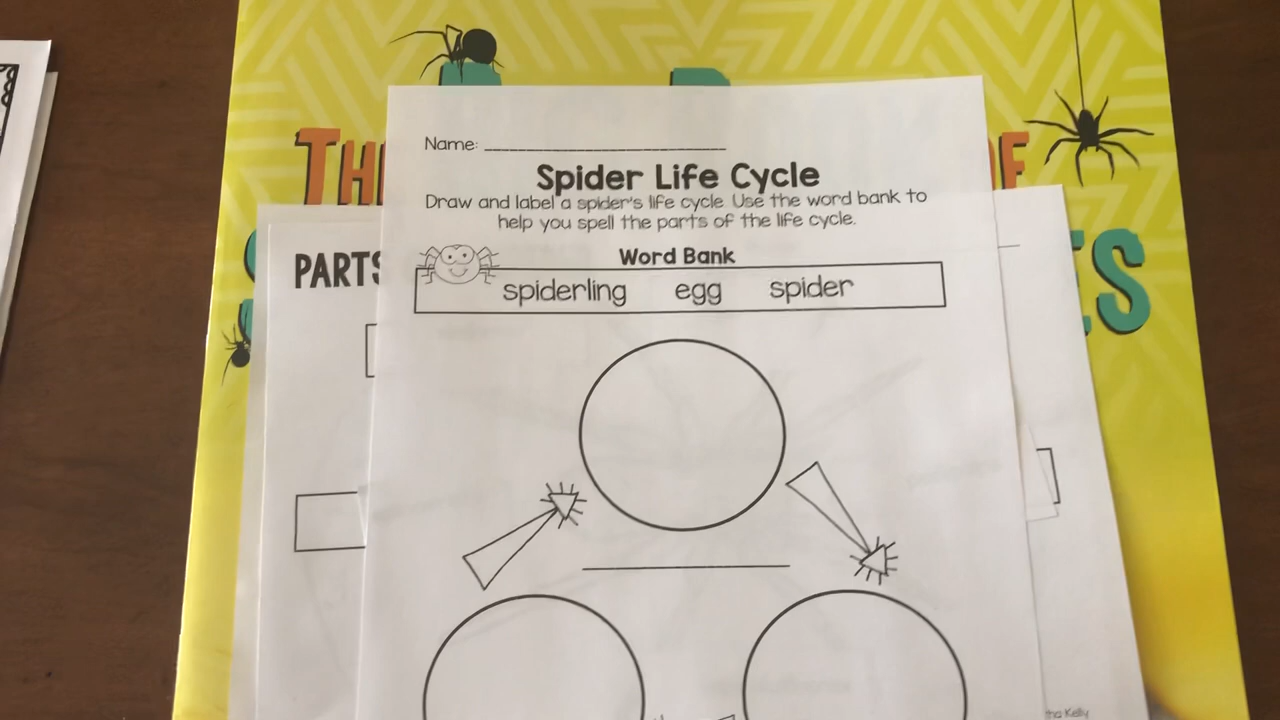 Name:
Spider Life Cycle
Draw and label a spider's life cycle. Use the word bank to
help you spell the parts of the life cycle.
Word Bank
spiderling egg spider
PARTS
Kelly